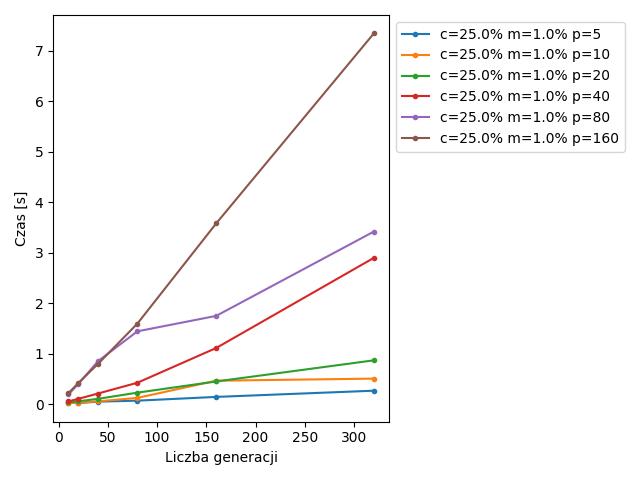 c=25.0% m=1.0% p=5
c=25.0% m=1.0% p=10
c=25.0% m=1.0% p=20
c=25.0% m=1.0% p=40
c=25.0% m=1.0% p=80
c=25.0% m=1.0% p=160
Czas [s]
7
6
5
4
3
2
1
0
0 50 100 150 200 250 300
Liczba generacji